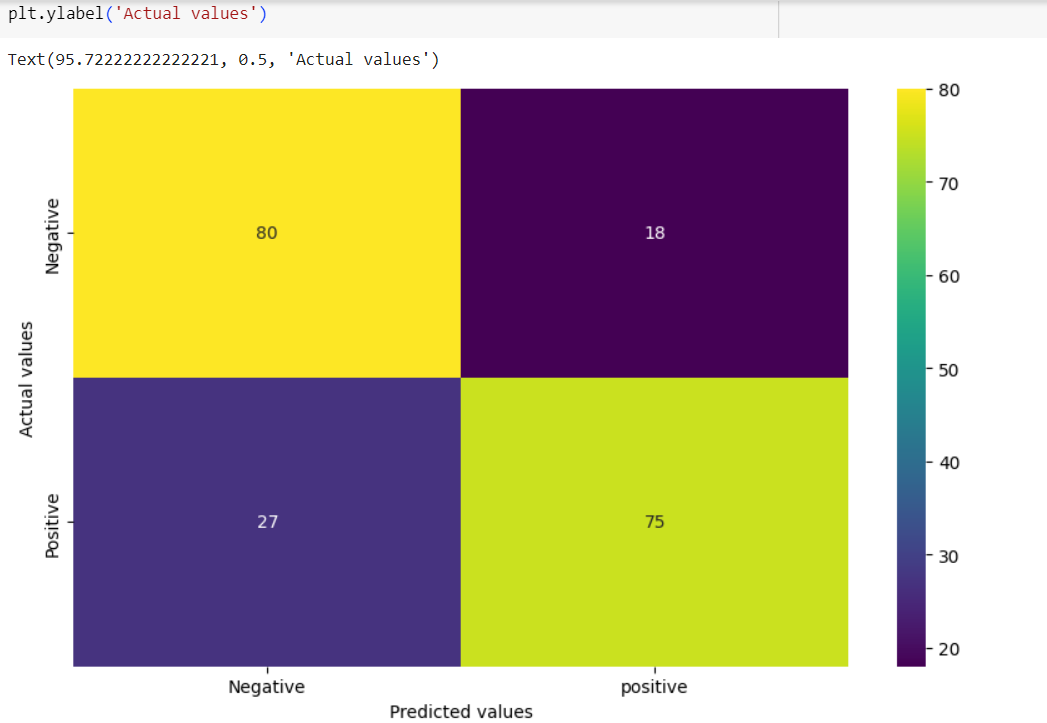 plt.ylabel('Actual values')
Text(95.72222222222221, 0.5, 'Actual values')
80
Negative
80
18
70
60
Actual values
50
40
Positive
27
75
30
20
Negative
positive
Predicted values